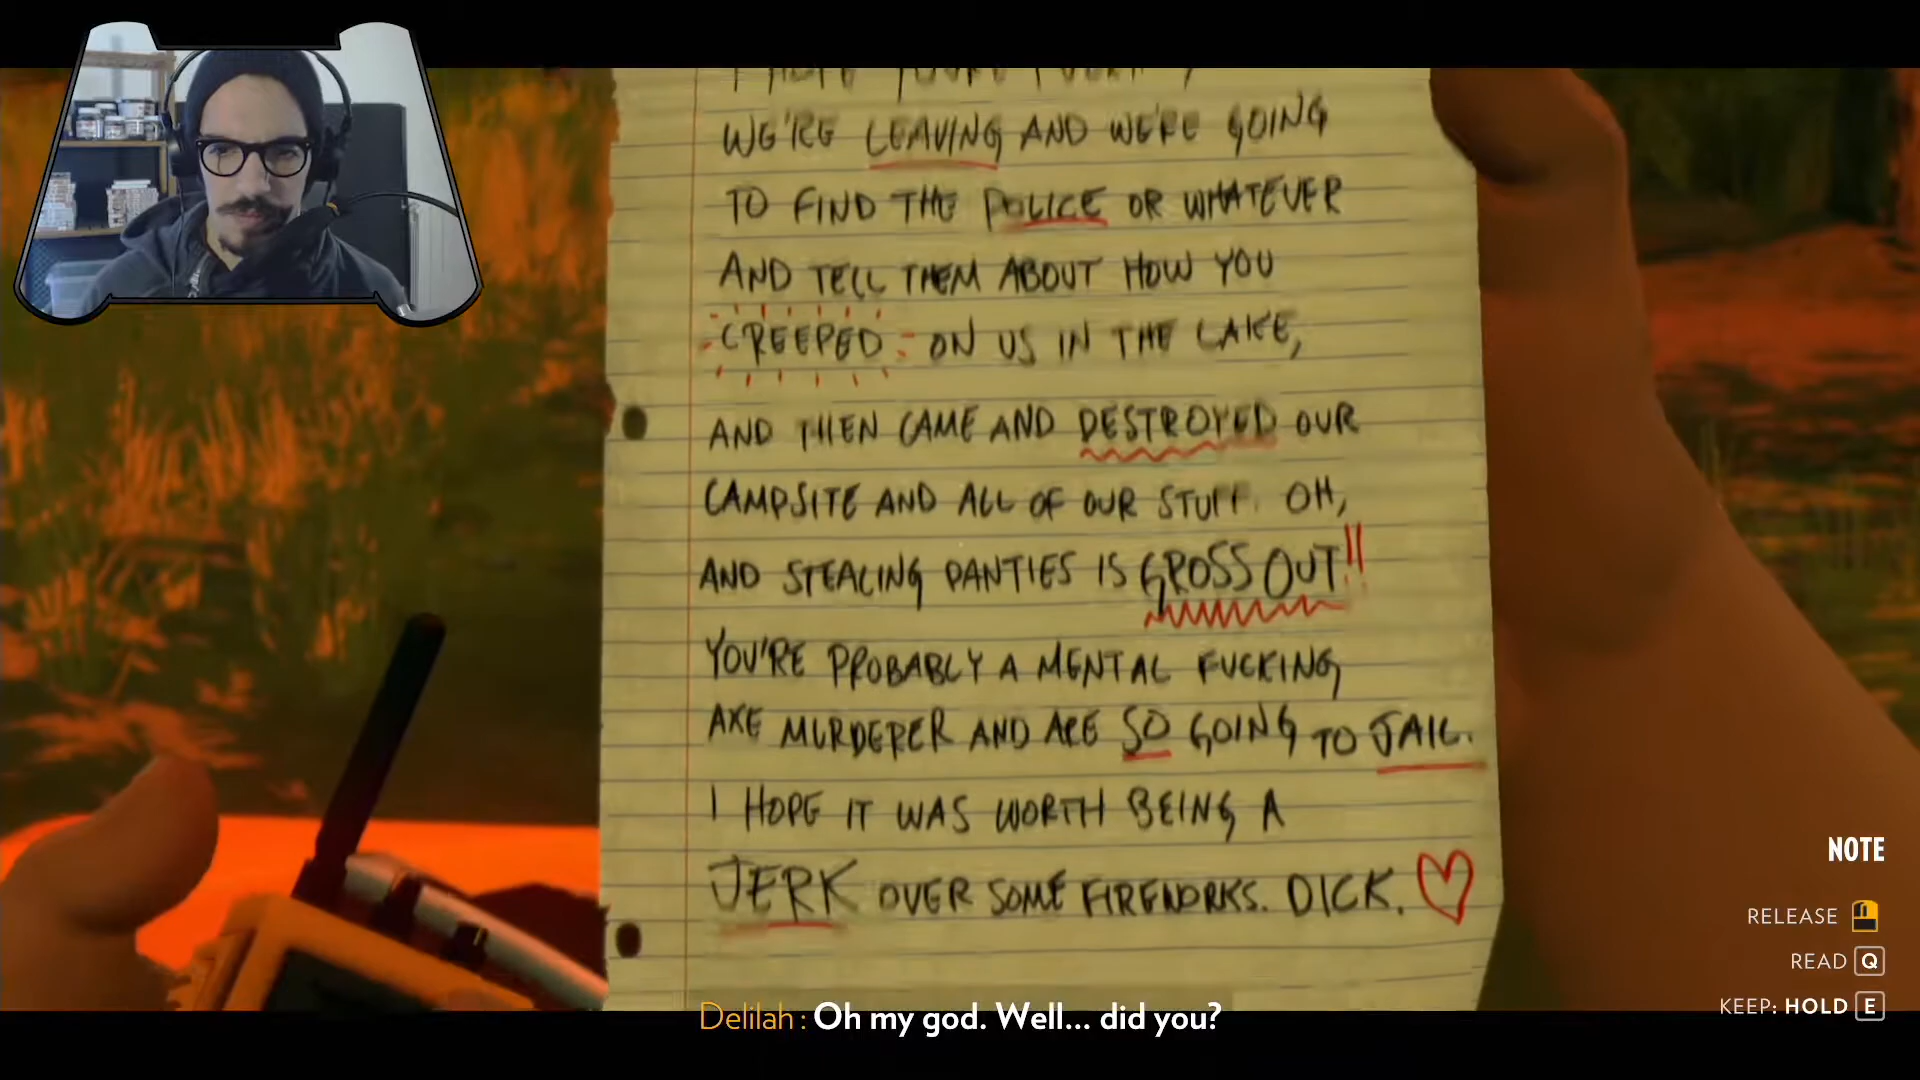 WE'RE LEAVING AND WE'RE GOING
TO FIND THE POLICE OR WHATEVER
AND TELL THEM ABOUT HOW YOU
CREEPED ON US IN THE LAKE,
AND THEN CAME AND DESTROYED OUR
CAMPSITE AND ALL OF OUR STUFF. OH,
AND STEALING PANTIES IS GROSS OUT!!
YOU'RE PROBABLY A MENTAL FUCKING
AXE MURDERER AND ARE SO GOING TO JAIL.
I HOPE IT WAS WORTH BEING A
JERK OVER SOME FIREWORKS. DICK.
NOTE
RELEASE
READ Q
KEEP: HOLD E
Delilah: Oh my god. Well... did you?